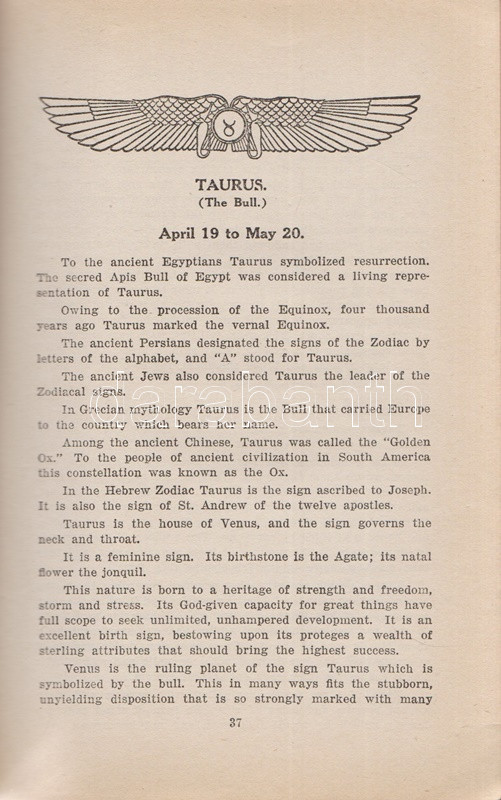 TAURUS.
(The Bull.)
April 19 to May 20.
To the ancient Egyptians Taurus symbolized resurrection.
The secred Apis Bull of Egypt was considered a living repre-
sentation of Taurus.
Owing to the procession of the Equinox, four thousand
years ago Taurus marked the vernal Equinox.
The ancient Persians designated the signs of the Zodiac by
letters of the alphabet, and "A" stood for Taurus.
The ancient Jews also considered Taurus the leader of the
Zodiacal signs.
darabanth
In Grecian mythology Taurus is the Bull that carried Europe
to the country which bears her name.
Among the ancient Chinese, Taurus was called the "Golden
Ox." To the people of ancient civilization in South America
this constellation was known as the Ox.
In the Hebrew Zodiac Taurus is the sign ascribed to Joseph.
It is also the sign of St. Andrew of the twelve apostles.
Taurus is the house of Venus, and the sign governs the
neck and throat.
It is a feminine sign. Its birthstone is the Agate; its natal
flower the jonquil.
This nature is born to a heritage of strength and freedom,
storm and stress. Its God-given capacity for great things have
full scope to seek unlimited, unhampered development. It is an
excellent birth sign, bestowing upon its proteges a wealth of
sterling attributes that should bring the highest success.
Venus is the ruling planet of the sign Taurus which is
symbolized by the bull. This in many ways fits the stubborn,
unyielding disposition that is so strongly marked with many
37